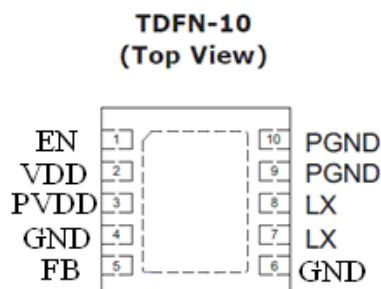 TDFN-10
(Top View)
EN 1 10 PGND
VDD 2 9 PGND
PVDD 3 8 LX
GND 4 7 LX
FB 5 6 GND